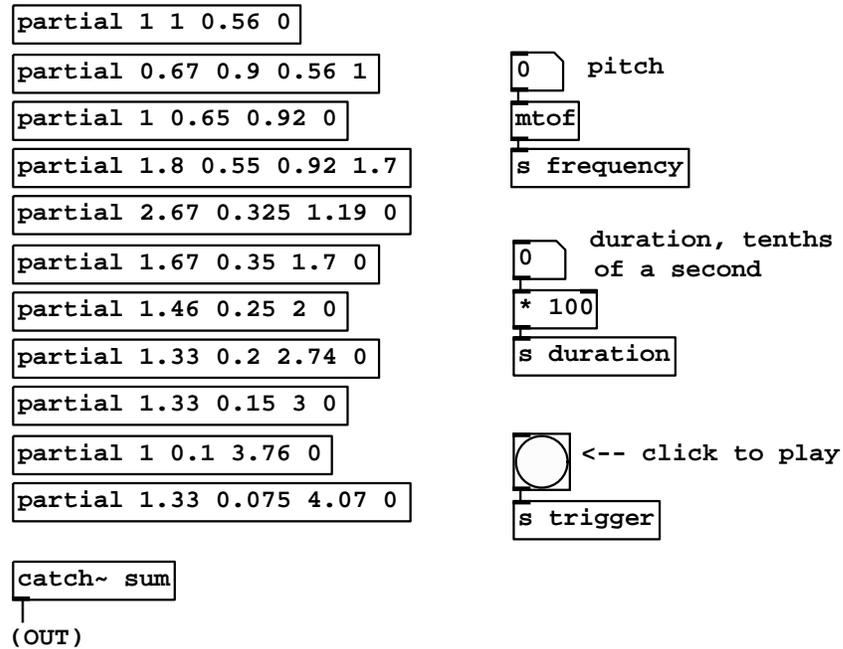 partial 1 1 0.56 0
partial 0.67 0.9 0.56 1
partial 1 0.65 0.92 0
partial 1.8 0.55 0.92 1.7
partial 2.67 0.325 1.19 0
partial 1.67 0.35 1.7 0
partial 1.46 0.25 2 0
partial 1.33 0.2 2.74 0
partial 1.33 0.15 3 0
partial 1 0.1 3.76 0
partial 1.33 0.075 4.07 0
catch~ sum
(OUT)
0 pitch
mtof
s frequency
0 duration, tenths
of a second
* 100
s duration
<-- click to play
s trigger